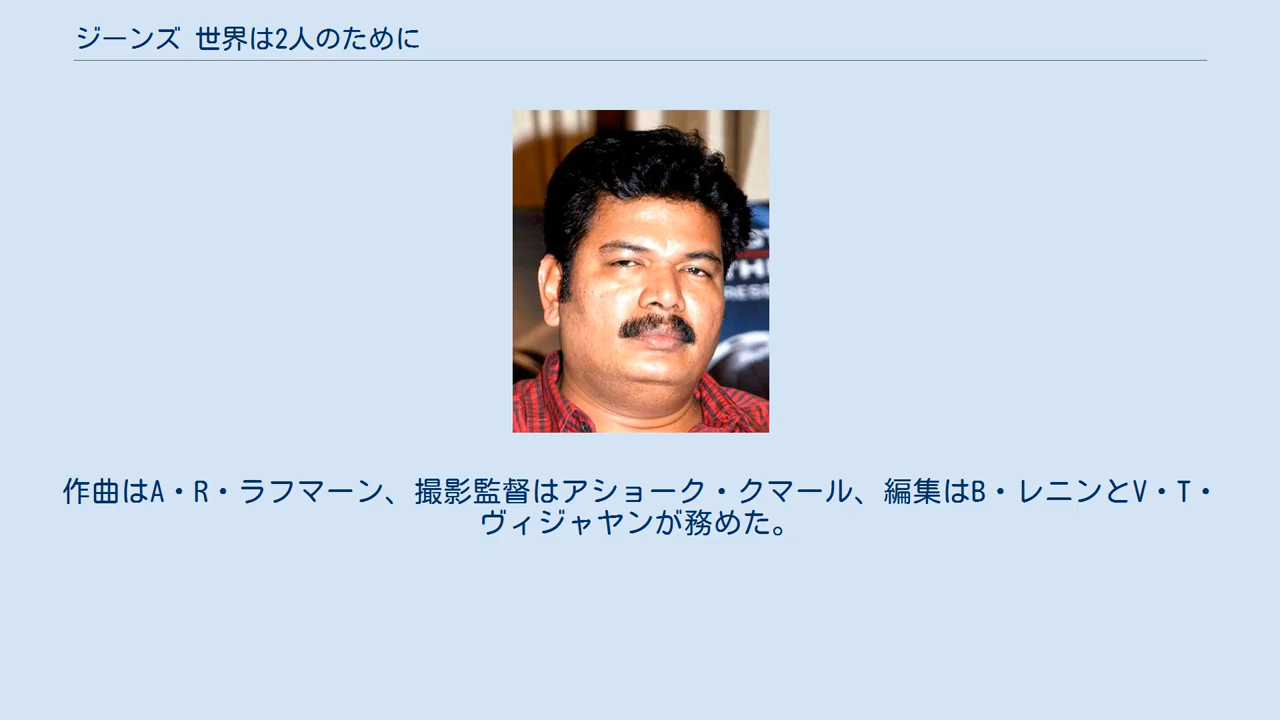 ジーンズ 世界は2人のために
作曲はA・R・ラフマーン、撮影監督はアショーク・クマール、編集はB・レニンとV・T・
ヴィジャヤンが務めた。